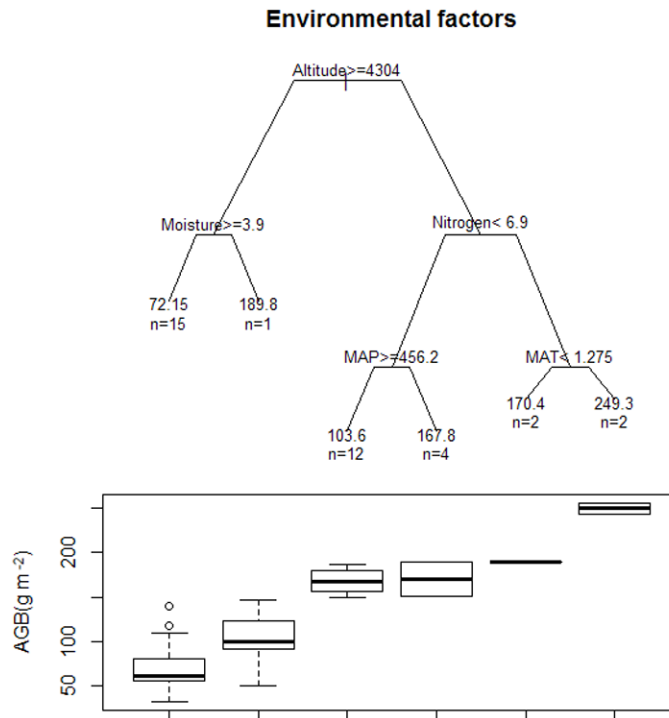 Environmental factors
Altitude>=4304
Moisture>=3.9
Nitrogen< 6.9
72.15
n=15
189.8
n=1
MAP>=456.2
MAT< 1.275
103.6
n=12
167.8
n=4
170.4
n=2
249.3
n=2
AGB(g m⁻²)
200
100
50